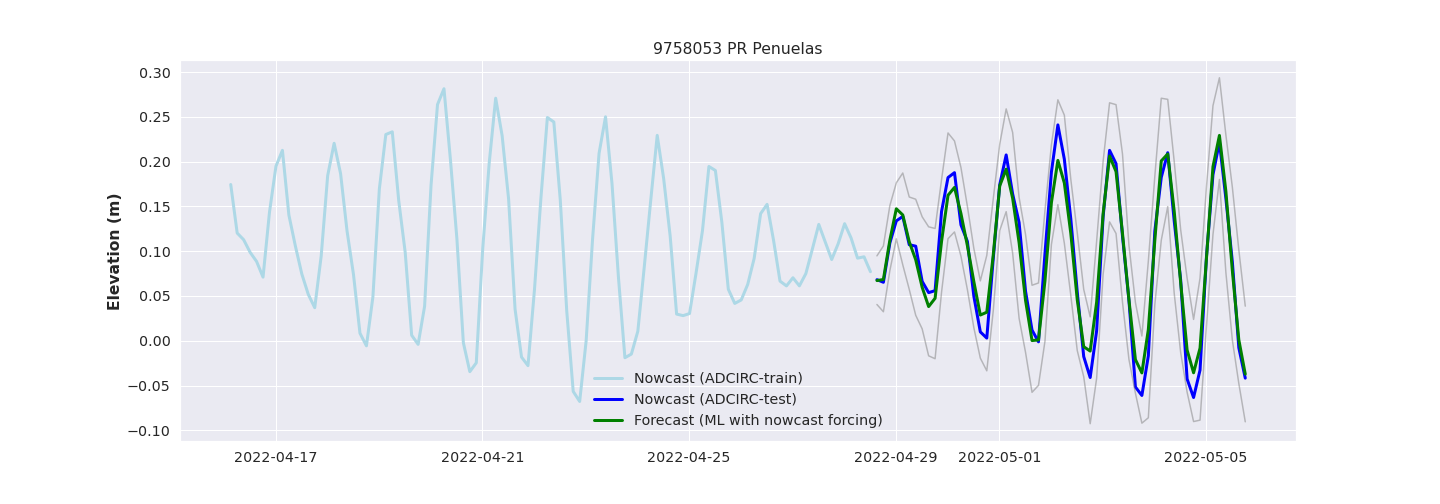 9758053 PR Penuelas
0.30
0.25
0.20
0.15
0.10
0.05
0.00
−0.05
−0.10
Elevation (m)
Nowcast (ADCIRC-train)
Nowcast (ADCIRC-test)
Forecast (ML with nowcast forcing)
2022-04-17 2022-04-21 2022-04-25 2022-04-29 2022-05-01 2022-05-05